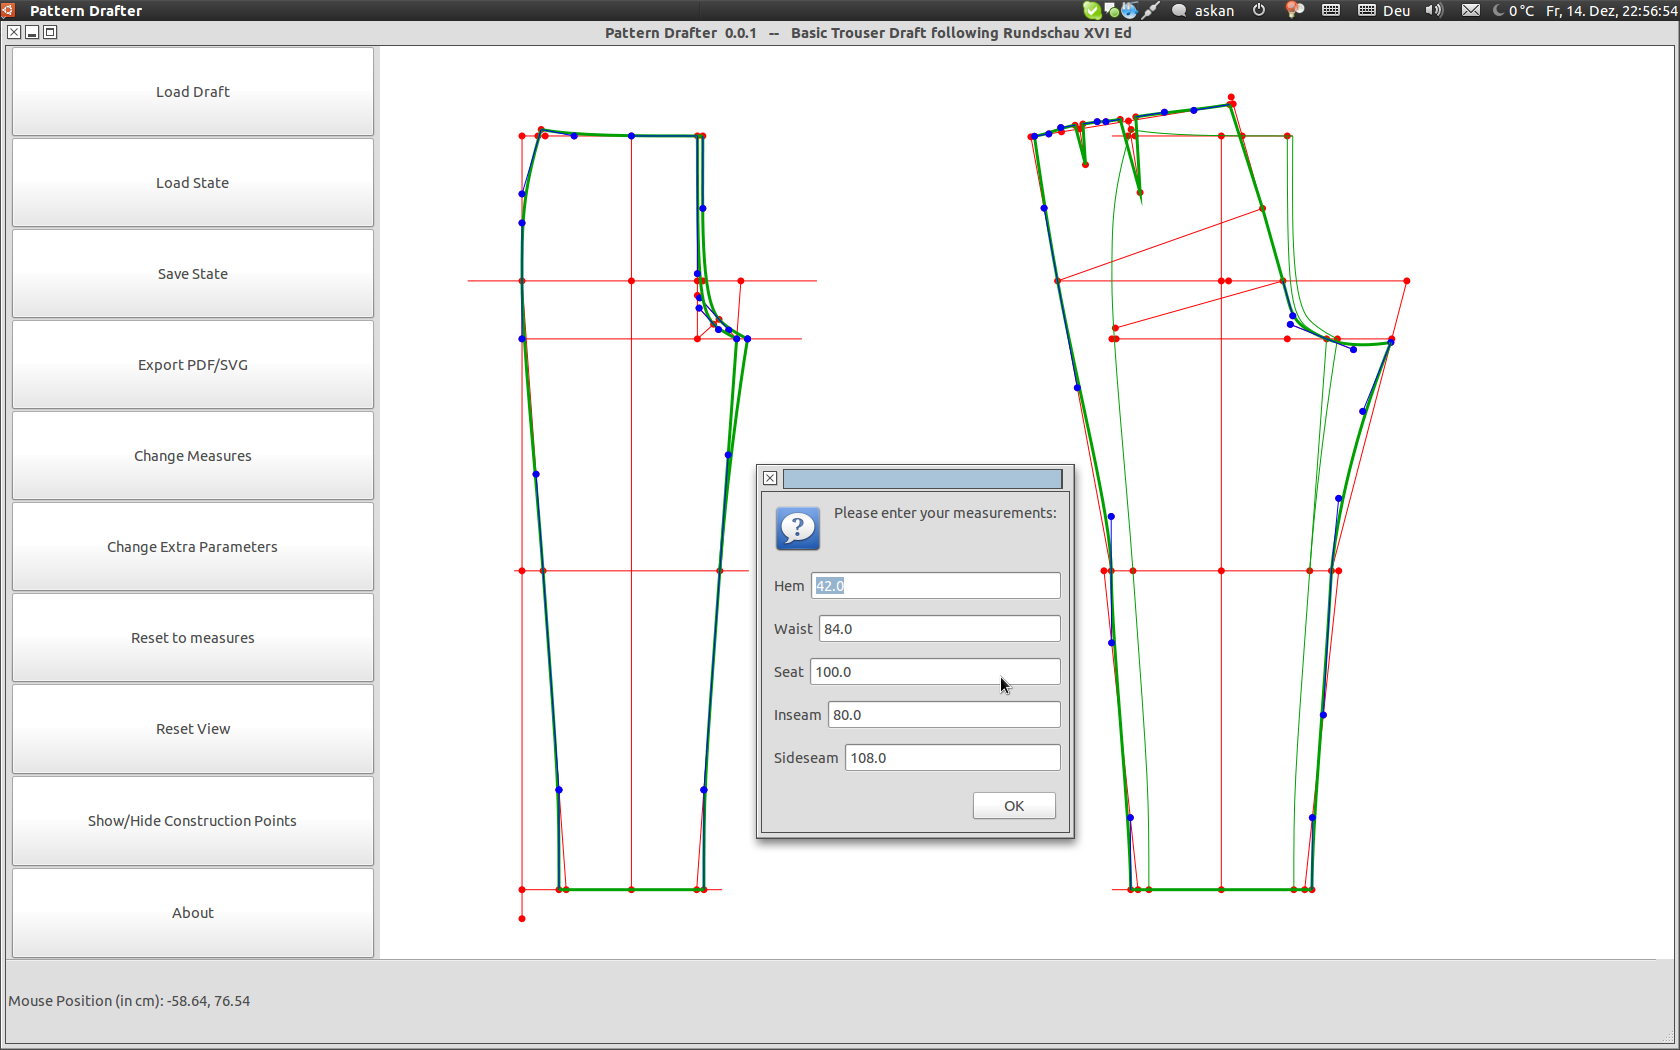 Pattern Drafter
askan
Deu
0°C
Fr, 14. Dez, 22:56:54
Pattern Drafter 0.0.1 -- Basic Trouser Draft following Rundschau XVI Ed
Load Draft
Load State
Save State
Export PDF/SVG
Change Measures
Change Extra Parameters
Reset to measures
Reset View
Show/Hide Construction Points
About
?
Please enter your measurements:
Hem 42.0
Waist 84.0
Seat 100.0
Inseam 80.0
Sideseam 108.0
OK
Mouse Position (in cm): -58.64, 76.54